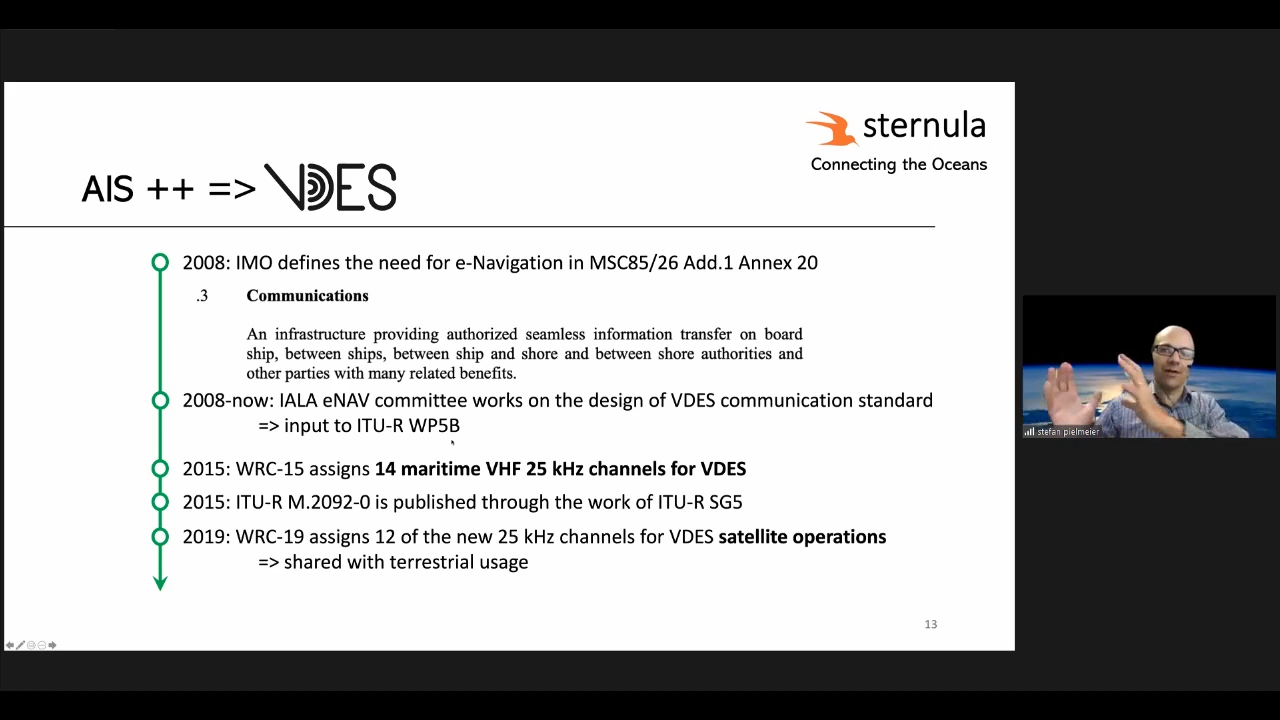 sternula
Connecting the Oceans
AIS ++ => VDES
2008: IMO defines the need for e-Navigation in MSC85/26 Add.1 Annex 20
.3 Communications
An infrastructure providing authorized seamless information transfer on board
ship, between ships, between ship and shore and between shore authorities and
other parties with many related benefits.
2008-now: IALA eNAV committee works on the design of VDES communication standard
=> input to ITU-R WP5B
2015: WRC-15 assigns 14 maritime VHF 25 kHz channels for VDES
2015: ITU-R M.2092-0 is published through the work of ITU-R SG5
2019: WRC-19 assigns 12 of the new 25 kHz channels for VDES satellite operations
=> shared with terrestrial usage
13
stefan pielmeier